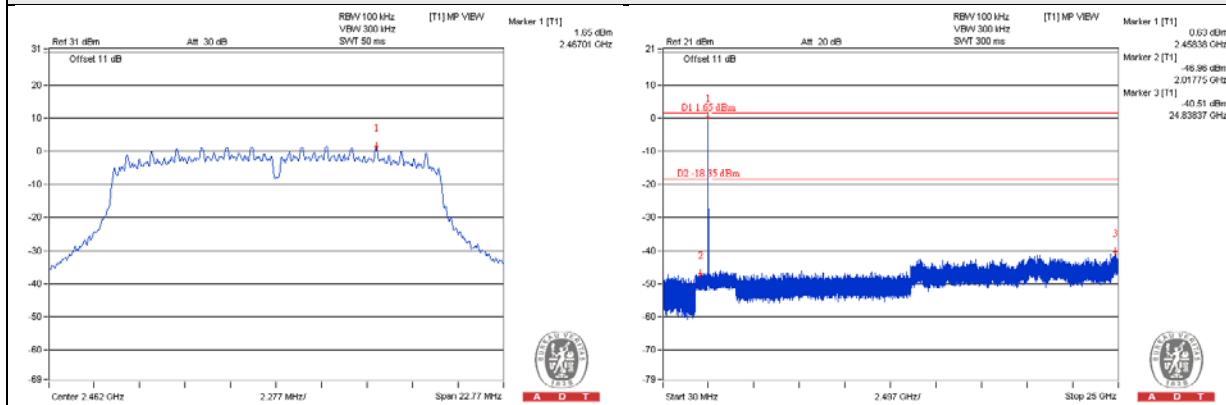 RBW 100 kHz [T1] MP VIEW
VBW 300 kHz
Ref 31 dBm Att 30 dB SWT 50 ms
Marker 1 [T1]
1.65 dBm
2.46701 GHz
31
Offset 11 dB
20
10
1
0
-10
-20
-30
-40
-50
-60
-69
Center 2.462 GHz 2.277 MHz/ Span 22.77 MHz
BUREAU VERITAS
1828
A D T
RBW 100 kHz [T1] MP VIEW
VBW 300 kHz
Ref 21 dBm Att 20 dB SWT 300 ms
Marker 1 [T1]
0.63 dBm
2.45838 GHz
Marker 2 [T1]
-46.96 dBm
2.01775 GHz
Marker 3 [T1]
-40.51 dBm
24.83837 GHz
21
Offset 11 dB
10
1
D1 1.65 dBm
0
-10
D2 -18.35 dBm
-20
-30
3
-40
2
-50
-60
-70
-79
Start 30 MHz 2.497 GHz/ Stop 25 GHz
BUREAU VERITAS
1828
A D T